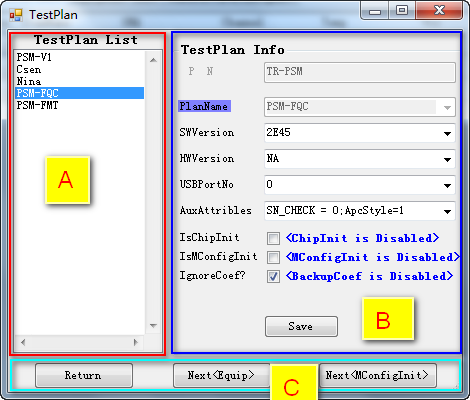 TestPlan
TestPlan List
PSM-V1
Csen
Nina
PSM-FQC
PSM-FMT
A
TestPlan Info
P N
TR-PSM
PlanName
PSM-FQC
SWVersion
2E45
HWVersion
NA
USBPortNo
0
AuxAttribles
SN_CHECK = 0;ApcStyle=1
IsChipInit
<ChipInit is Disabled>
IsMConfigInit
<MConfigInit is Disabled>
IgnoreCoef?
<BackupCoef is Disabled>
Save
B
Return
Next<Equip>
C
Next<MConfigInit>